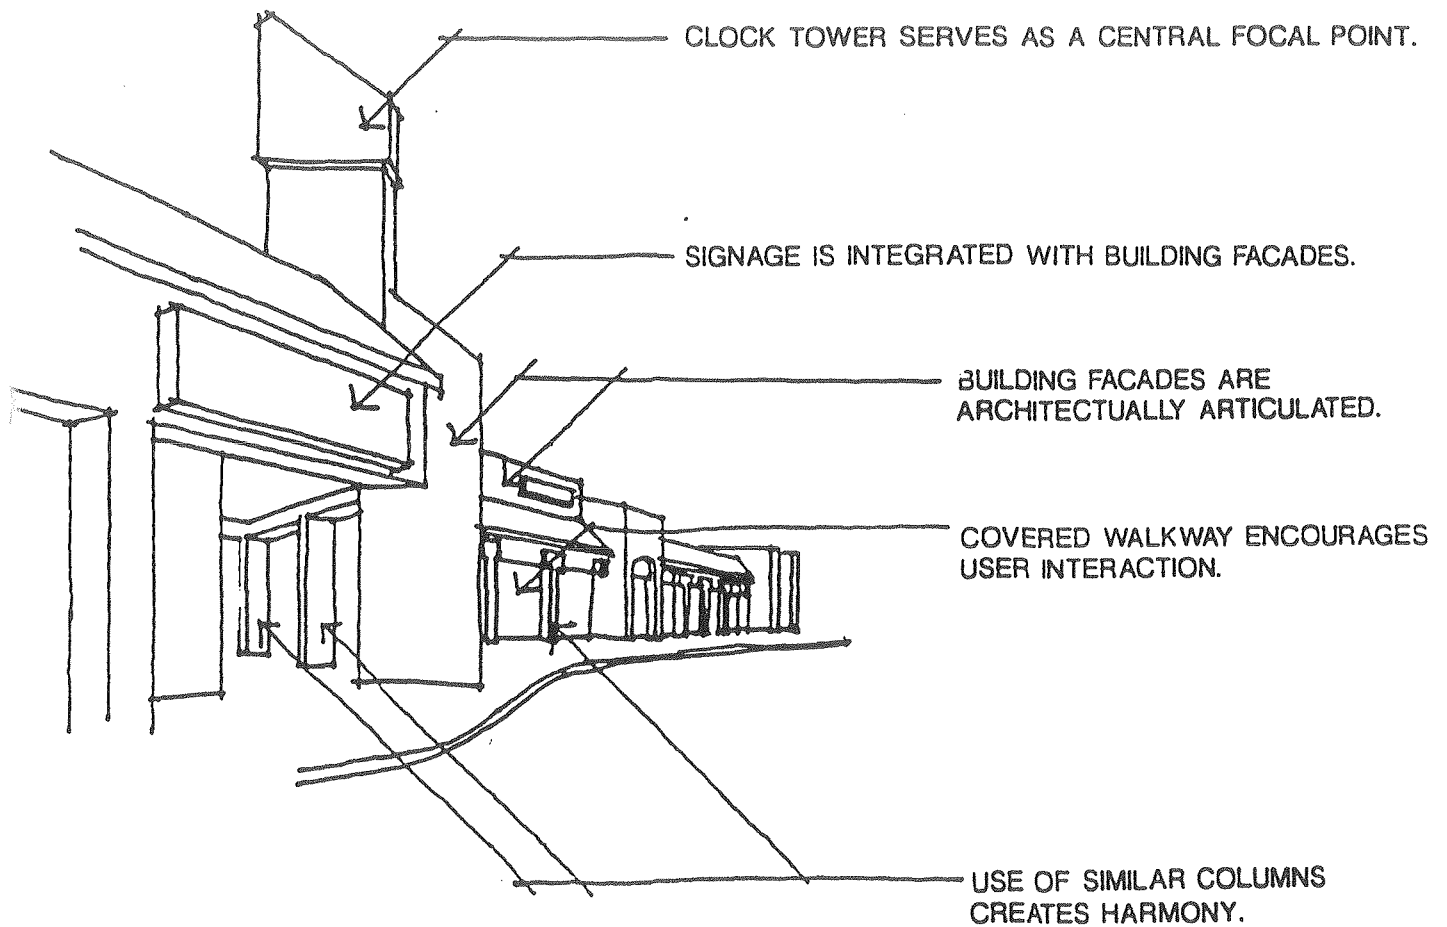 CLOCK TOWER SERVES AS A CENTRAL FOCAL POINT.
SIGNAGE IS INTEGRATED WITH BUILDING FACADES.
BUILDING FACADES ARE
ARCHITECTUALLY ARTICULATED.
COVERED WALKWAY ENCOURAGES
USER INTERACTION.
USE OF SIMILAR COLUMNS
CREATES HARMONY.